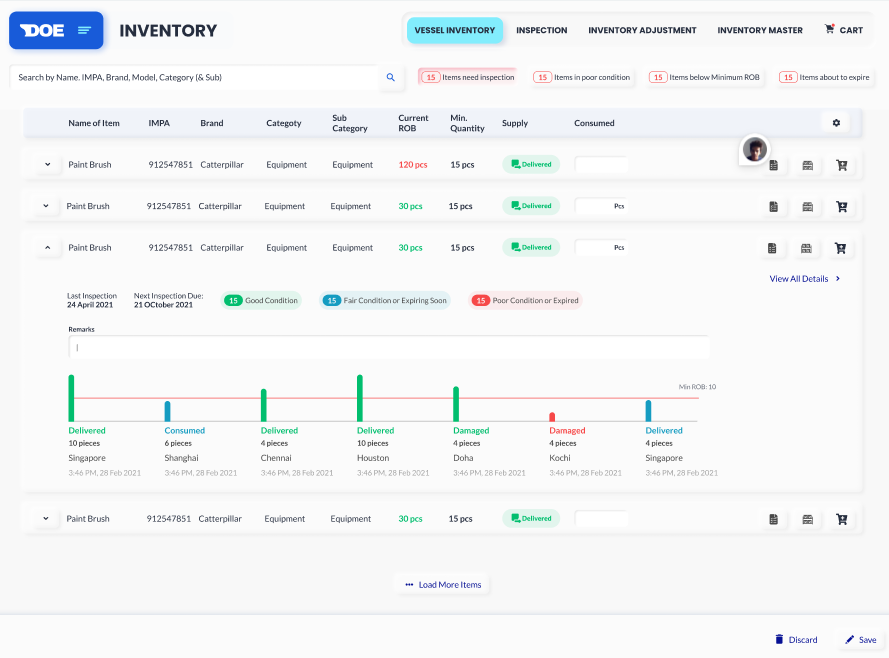 DOE INVENTORY VESSEL INVENTORY INSPECTION INVENTORY ADJUSTMENT INVENTORY MASTER CART
Search by Name. IMPA, Brand, Model, Category (& Sub) 15 Items need inspection 15 Items in poor condition 15 Items below Minimum ROB 15 Items about to expire
Name of Item IMPA Brand Categoty Sub Category Current ROB Min. Quantity Supply Consumed
Paint Brush 912547851 Catterpillar Equipment Equipment 120 pcs 15 pcs Delivered
Paint Brush 912547851 Catterpillar Equipment Equipment 30 pcs 15 pcs Delivered Pcs
Paint Brush 912547851 Catterpillar Equipment Equipment 30 pcs 15 pcs Delivered Pcs
View All Details
Last Inspection Next Inspection Due: 15 Good Condition 15 Fair Condition or Expiring Soon 15 Poor Condition or Expired
24 April 2021 21 OCtober 2021
Remarks
Min ROB: 10
Delivered Consumed Delivered Delivered Damaged Damaged Delivered
10 pieces 6 pieces 4 pieces 10 pieces 4 pieces 4 pieces 4 pieces
Singapore Shanghai Chennai Houston Doha Kochi Singapore
3:46 PM, 28 Feb 2021 3:46 PM, 28 Feb 2021 3:46 PM, 28 Feb 2021 3:46 PM, 28 Feb 2021 3:46 PM, 28 Feb 2021 3:46 PM, 28 Feb 2021 3:46 PM, 28 Feb 2021
Paint Brush 912547851 Catterpillar Equipment Equipment 30 pcs 15 pcs Delivered
Load More Items
Discard Save